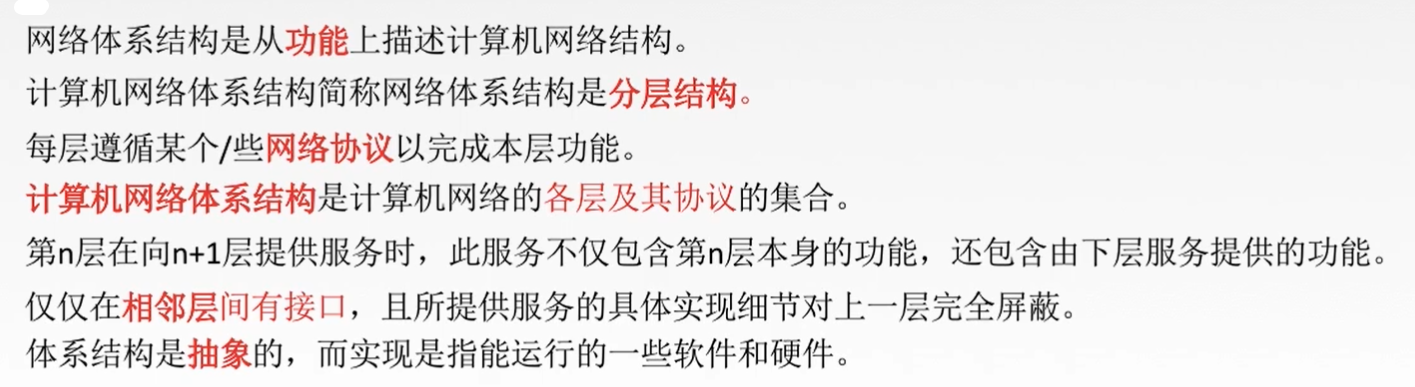 网络体系结构是从功能上描述计算机网络结构。
计算机网络体系结构简称网络体系结构是分层结构。
每层遵循某个/些网络协议以完成本层功能。
计算机网络体系结构是计算机网络的各层及其协议的集合。
第n层在向n+1层提供服务时，此服务不仅包含第n层本身的功能，还包含由下层服务提供的功能。
仅仅在相邻层间有接口，且所提供服务的具体实现细节对上一层完全屏蔽。
体系结构是抽象的，而实现是指能运行的一些软件和硬件。